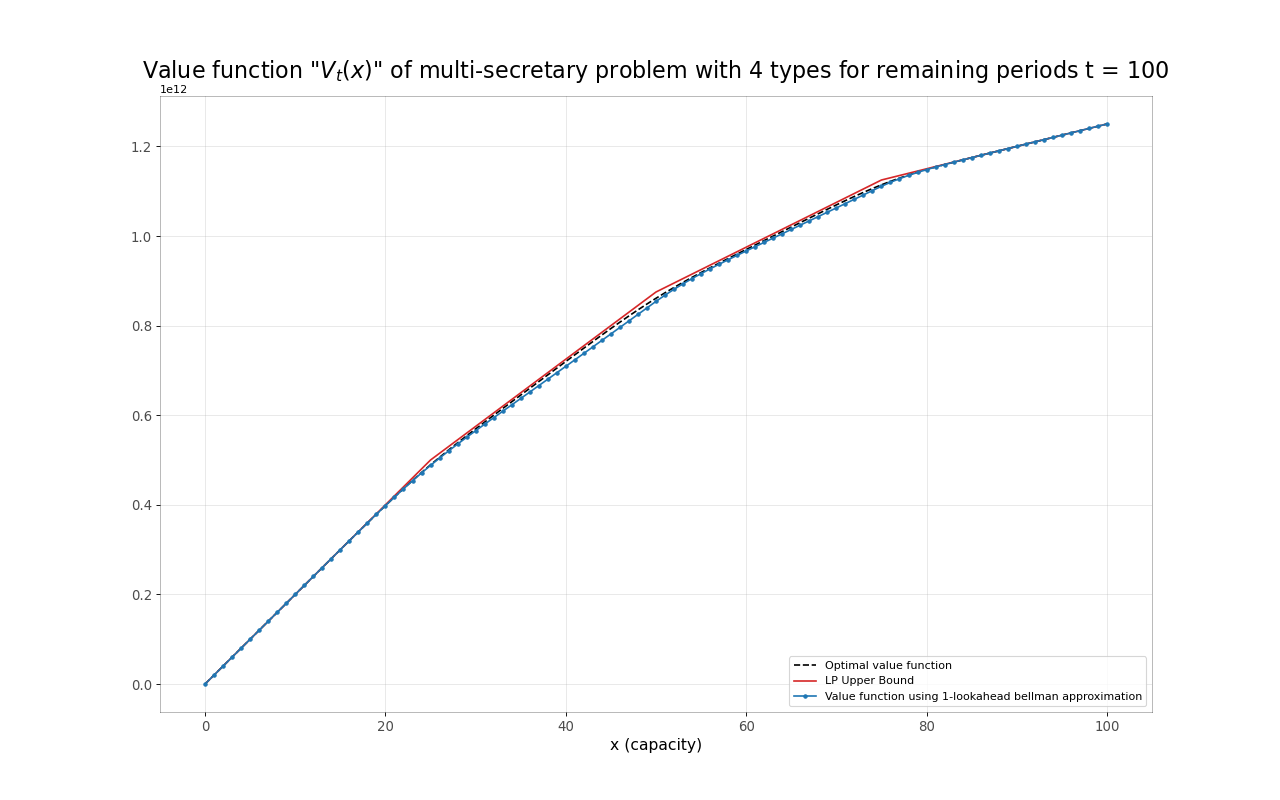 Value function "Vₜ(x)" of multi-secretary problem with 4 types for remaining periods t = 100
1e12
1.2
1.0
0.8
0.6
0.4
0.2
0.0
Optimal value function
LP Upper Bound
Value function using 1-lookahead bellman approximation
0 20 40 60 80 100
x (capacity)